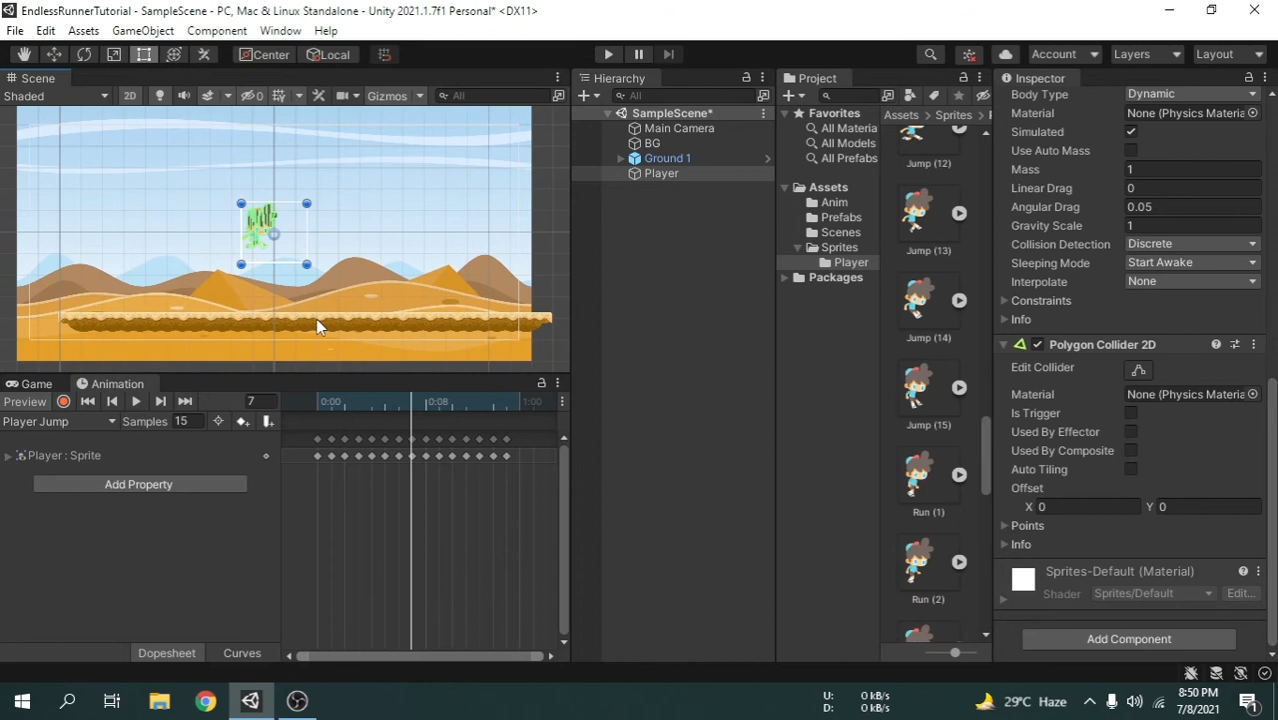 EndlessRunnerTutorial - SampleScene - PC, Mac & Linux Standalone - Unity 2021.1.7f1 Personal* <DX11>
File Edit Assets GameObject Component Window Help
Center Local Account Layers Layout
Scene
Shaded 2D 0 Gizmos All
Hierarchy
All
SampleScene*
Main Camera
BG
Ground 1
Player
Project
Favorites
All Materia
All Models
All Prefabs
Assets
Anim
Prefabs
Scenes
Sprites
Player
Packages
Assets Sprites
Jump (12)
Jump (13)
Jump (14)
Jump (15)
Run (1)
Run (2)
Inspector
Body Type Dynamic
Material None (Physics Materia
Simulated
Use Auto Mass
Mass 1
Linear Drag 0
Angular Drag 0.05
Gravity Scale 1
Collision Detection Discrete
Sleeping Mode Start Awake
Interpolate None
Constraints
Info
Polygon Collider 2D
Edit Collider
Material None (Physics Materia
Is Trigger
Used By Effector
Used By Composite
Auto Tiling
Offset
X 0 Y 0
Points
Info
Sprites-Default (Material)
Shader Sprites/Default Edit...
Add Component
Game Animation
Preview 7 0:00 0:08 1:00
Player Jump Samples 15
Player : Sprite
Add Property
Dopesheet Curves
U: 0 kB/s
D: 0 kB/s
29°C Haze
8:50 PM
7/8/2021
1